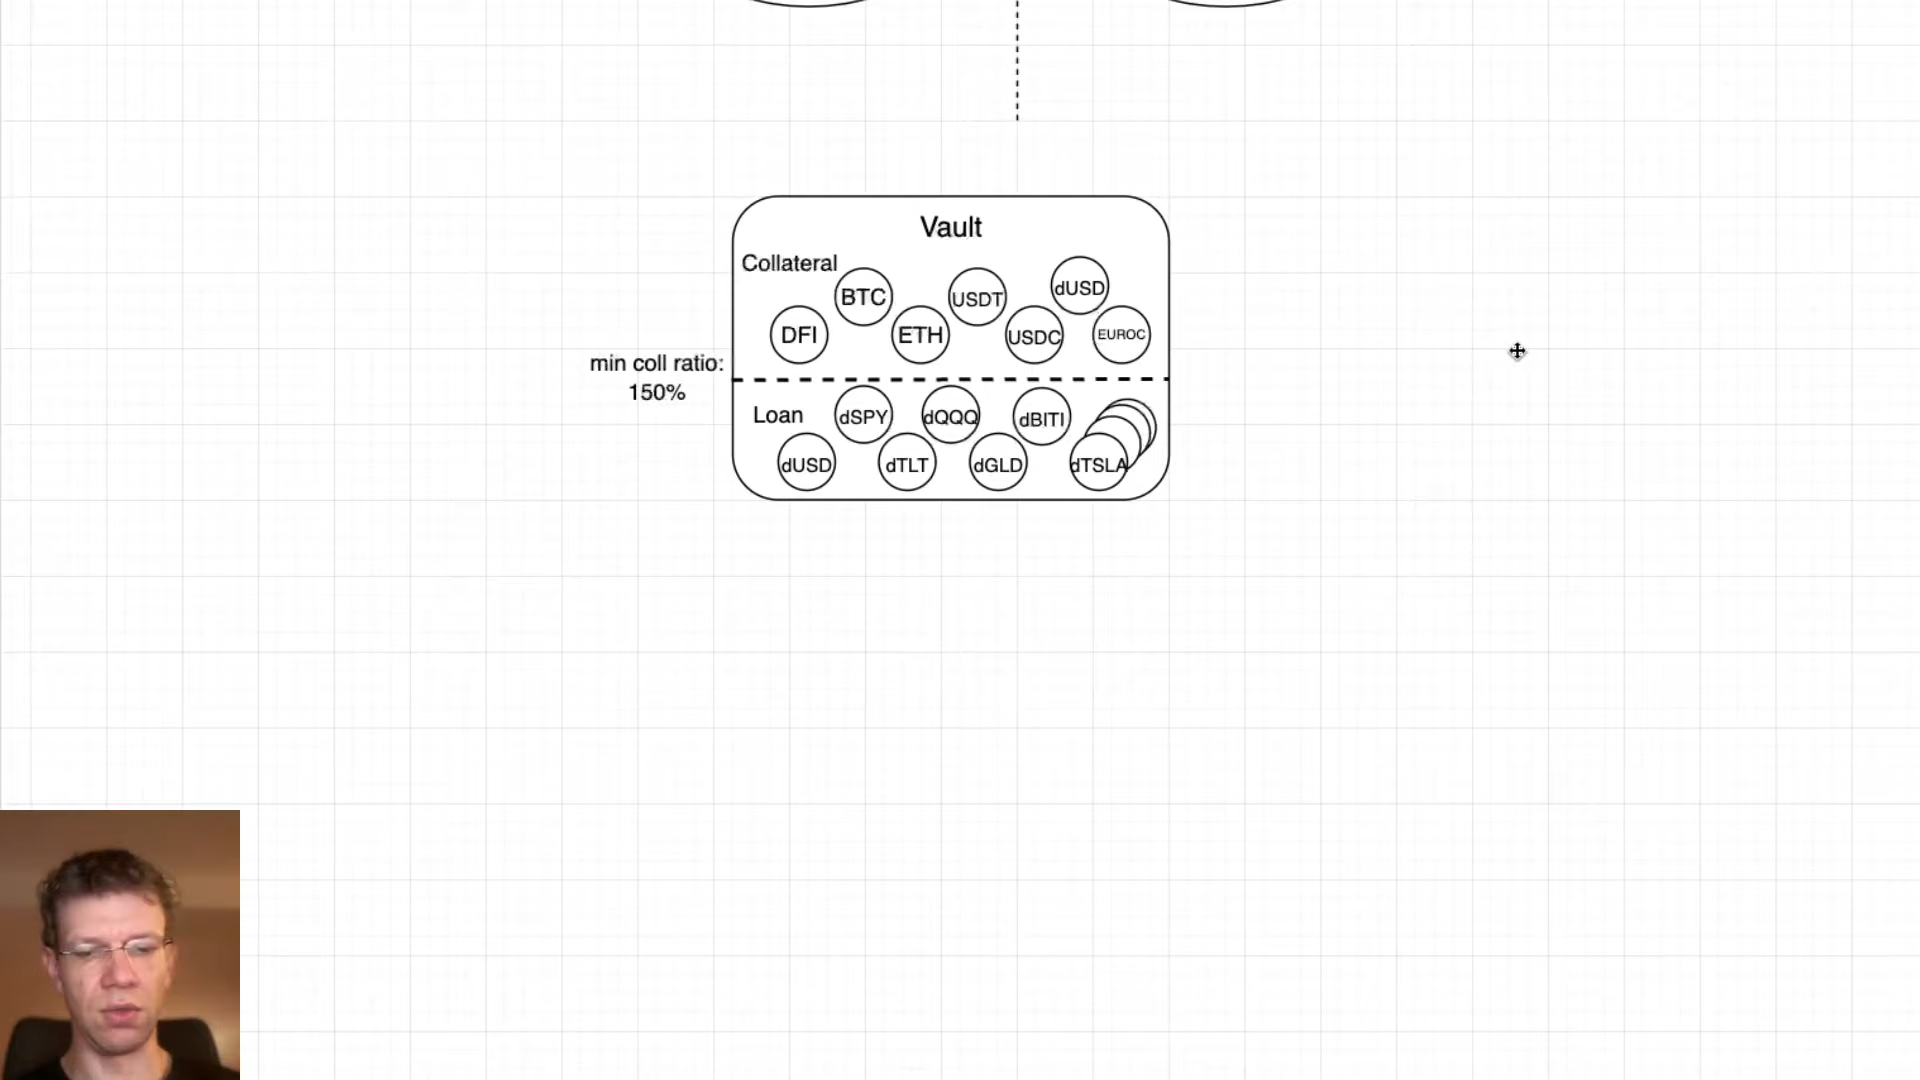 Vault
Collateral
BTC USDT dUSD
DFI ETH USDC EUROC
min coll ratio:
150%
Loan dSPY dQQQ dBITI
dUSD dTLT dGLD dTSLA